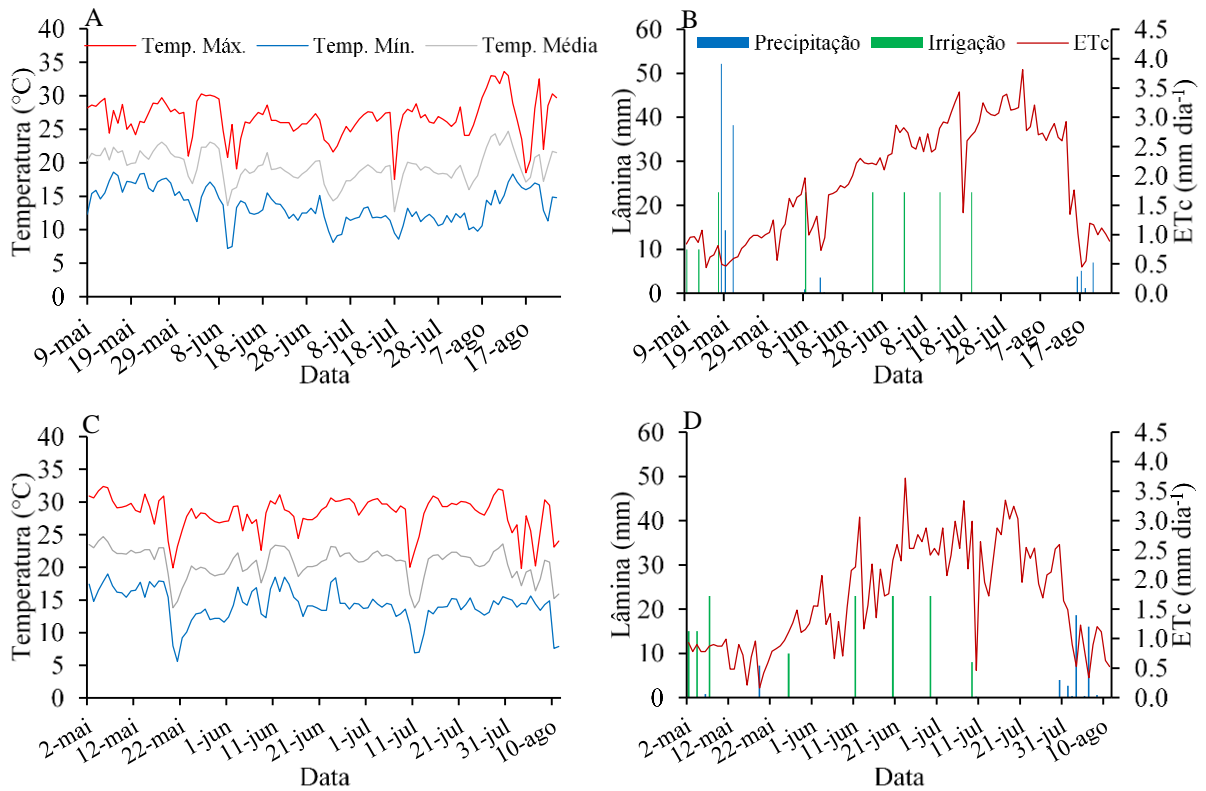 A
Temperatura (°C)
40
35
30
25
20
15
10
5
0
Temp. Máx.
Temp. Mín.
Temp. Média
9-mai
19-mai
29-mai
8-jun
18-jun
28-jun
8-jul
18-jul
28-jul
7-ago
17-ago
Data
B
Lâmina (mm)
60
50
40
30
20
10
0
Precipitação
Irrigação
ETc
4.5
4.0
3.5
3.0
2.5
2.0
1.5
1.0
0.5
0.0
ETc (mm dia-1)
9-mai
19-mai
29-mai
8-jun
18-jun
28-jun
8-jul
18-jul
28-jul
7-ago
17-ago
Data
C
Temperatura (°C)
40
35
30
25
20
15
10
5
0
2-mai
12-mai
22-mai
1-jun
11-jun
21-jun
1-jul
11-jul
21-jul
31-jul
10-ago
Data
D
Lâmina (mm)
60
50
40
30
20
10
0
4.5
4.0
3.5
3.0
2.5
2.0
1.5
1.0
0.5
0.0
ETc (mm dia-1)
2-mai
12-mai
22-mai
1-jun
11-jun
21-jun
1-jul
11-jul
21-jul
31-jul
10-ago
Data